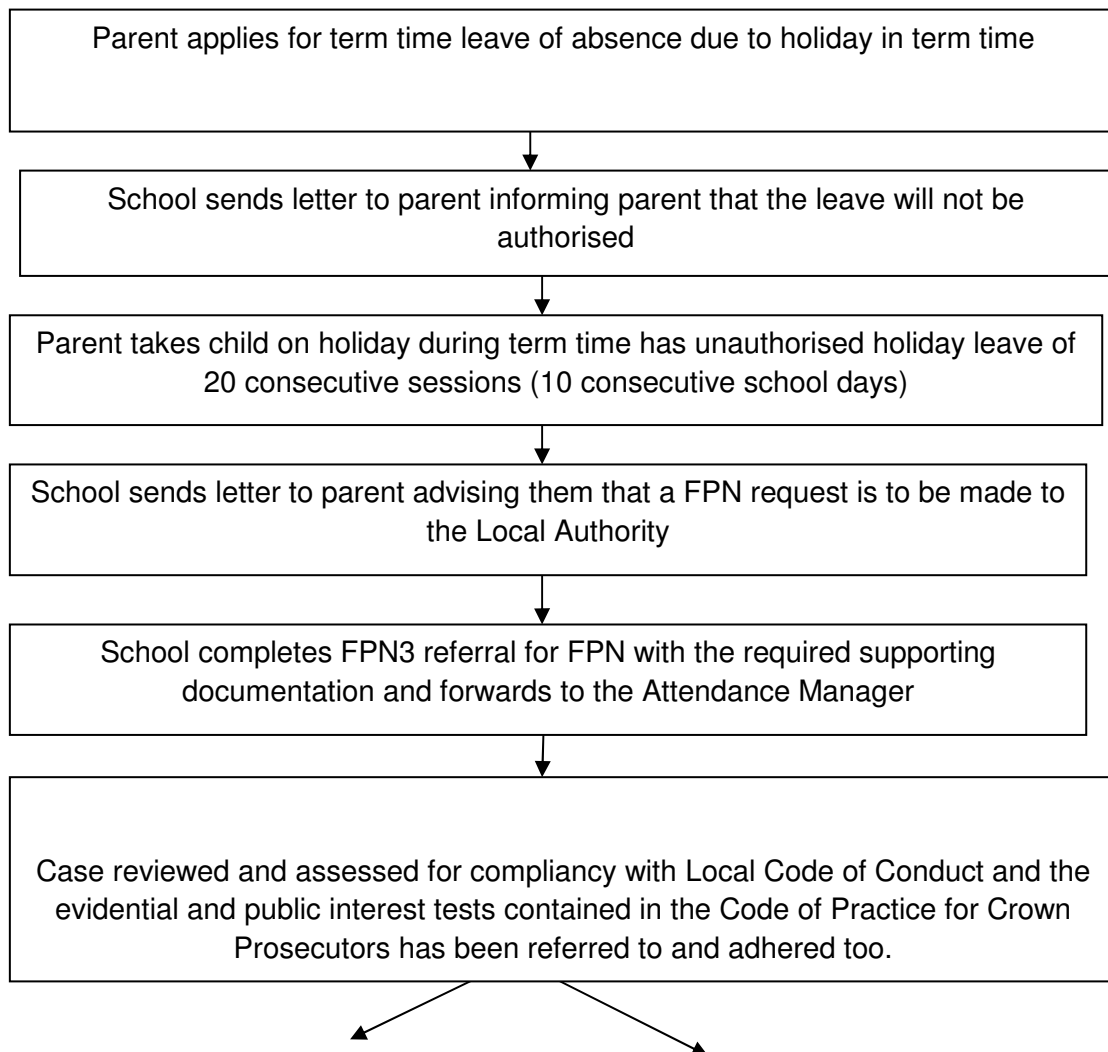 Parent applies for term time leave of absence due to holiday in term time
School sends letter to parent informing parent that the leave will not be
authorised
Parent takes child on holiday during term time has unauthorised holiday leave of
20 consecutive sessions (10 consecutive school days)
School sends letter to parent advising them that a FPN request is to be made to
the Local Authority
School completes FPN3 referral for FPN with the required supporting
documentation and forwards to the Attendance Manager
Case reviewed and assessed for compliancy with Local Code of Conduct and the
evidential and public interest tests contained in the Code of Practice for Crown
Prosecutors has been referred to and adhered too.